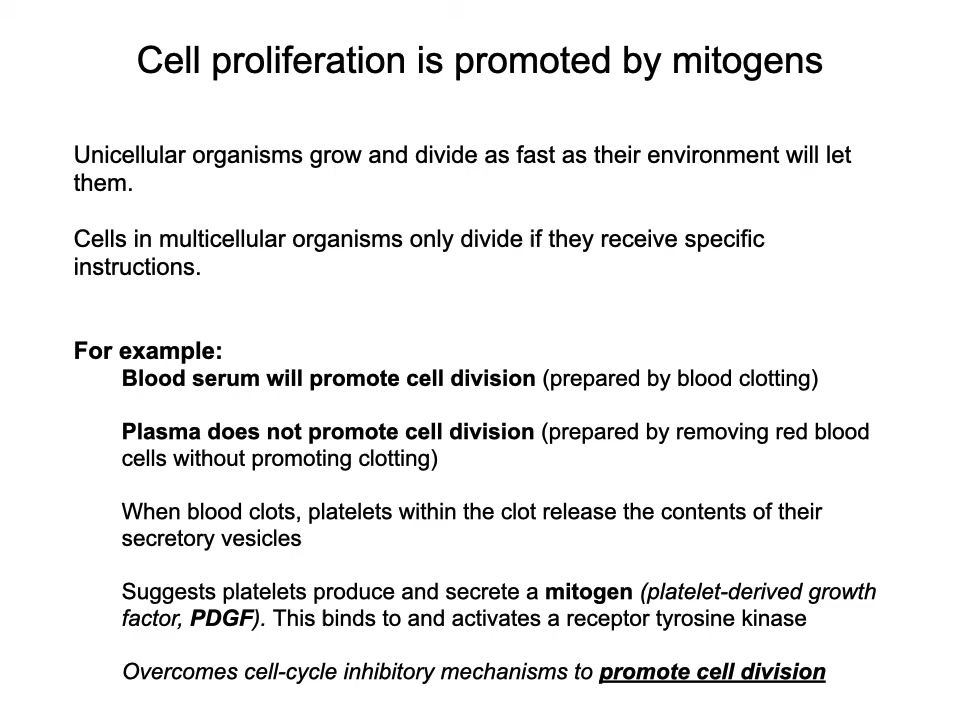 Cell proliferation is promoted by mitogens
Unicellular organisms grow and divide as fast as their environment will let
them.
Cells in multicellular organisms only divide if they receive specific
instructions.
For example:
Blood serum will promote cell division (prepared by blood clotting)
Plasma does not promote cell division (prepared by removing red blood
cells without promoting clotting)
When blood clots, platelets within the clot release the contents of their
secretory vesicles
Suggests platelets produce and secrete a mitogen (platelet-derived growth
factor, PDGF). This binds to and activates a receptor tyrosine kinase
Overcomes cell-cycle inhibitory mechanisms to promote cell division